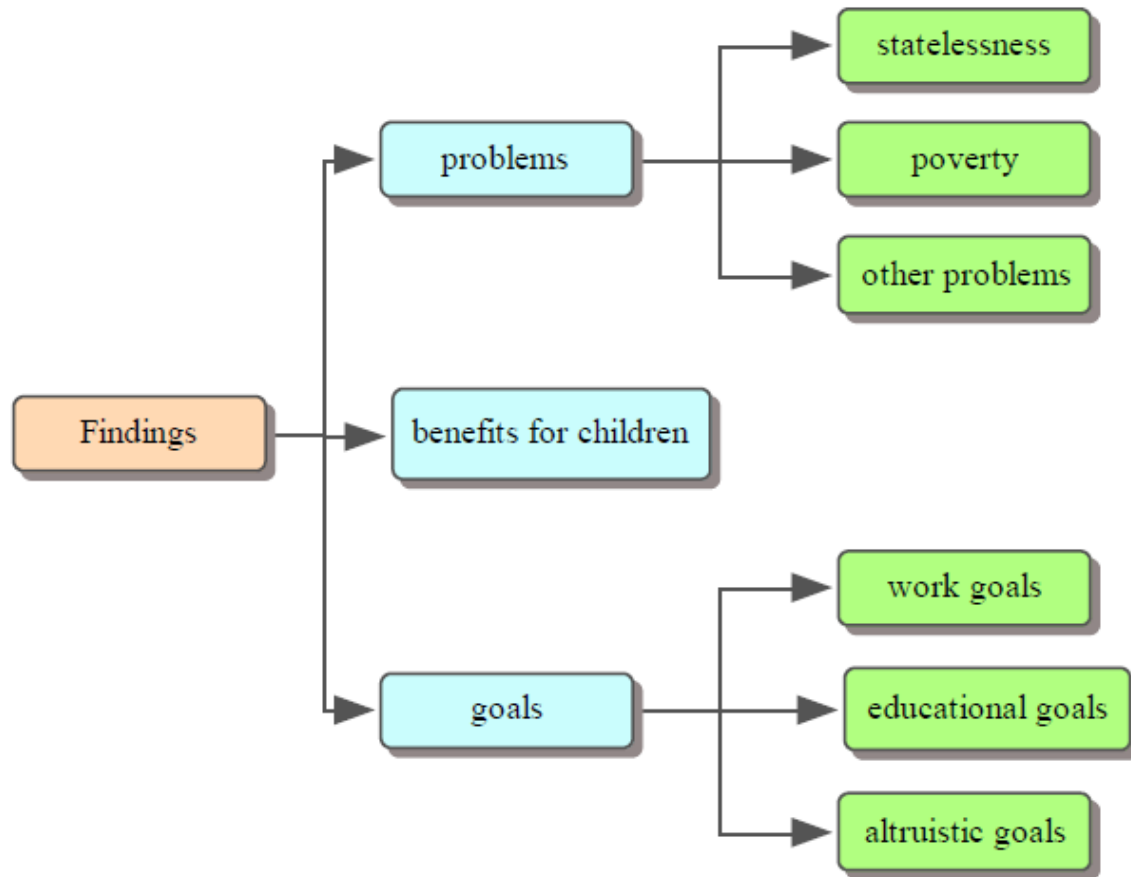 Findings
problems
statelessness
poverty
other problems
benefits for children
goals
work goals
educational goals
altruistic goals